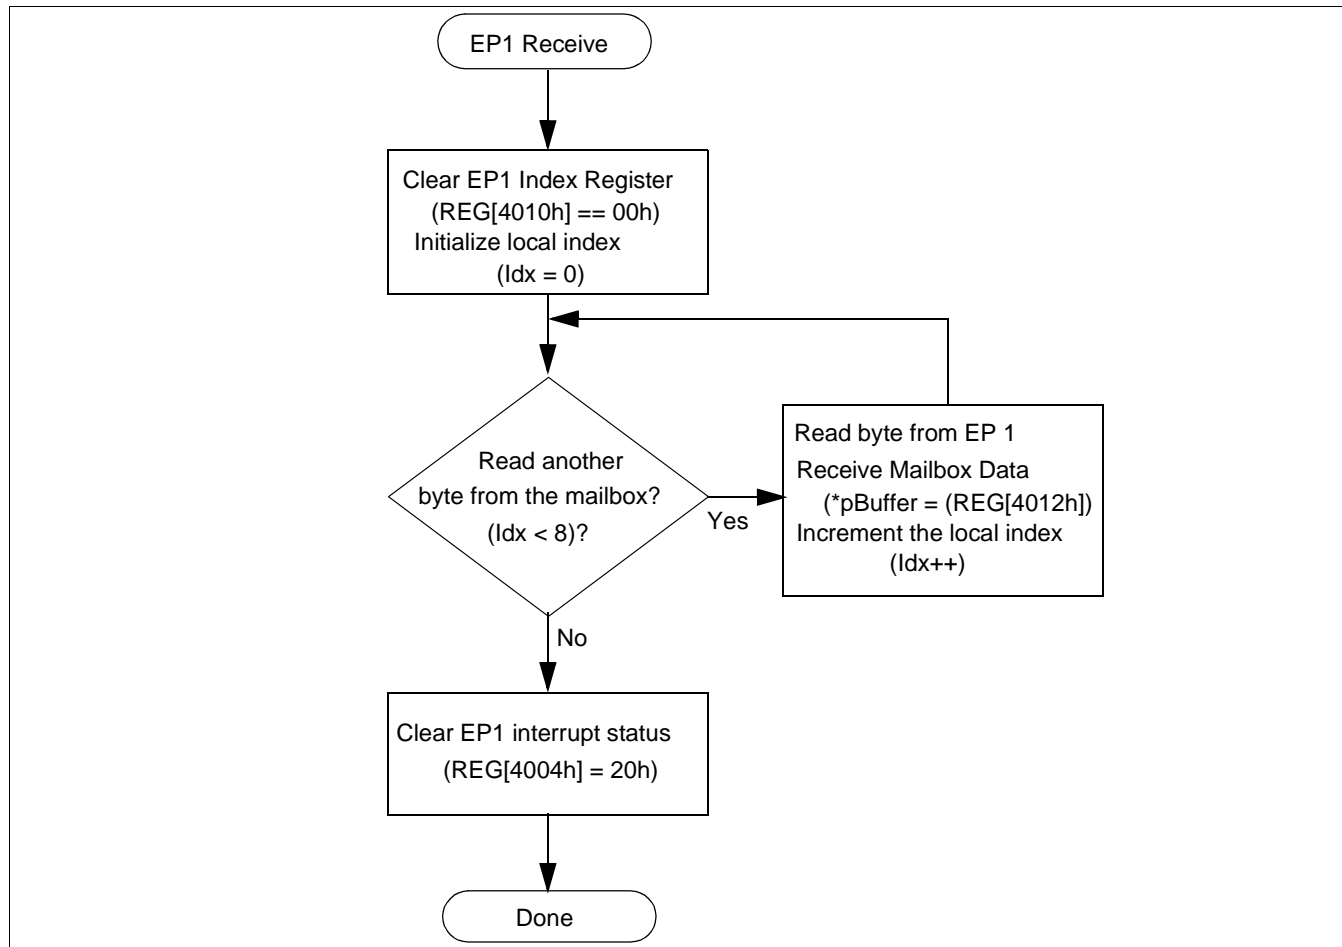 EP1 Receive
Clear EP1 Index Register
(REG[4010h] == 00h)
Initialize local index
(Idx = 0)
Read another
byte from the mailbox?
(Idx < 8)?
Yes
Read byte from EP 1
Receive Mailbox Data
(*pBuffer = (REG[4012h])
Increment the local index
(Idx++)
No
Clear EP1 interrupt status
(REG[4004h] = 20h)
Done